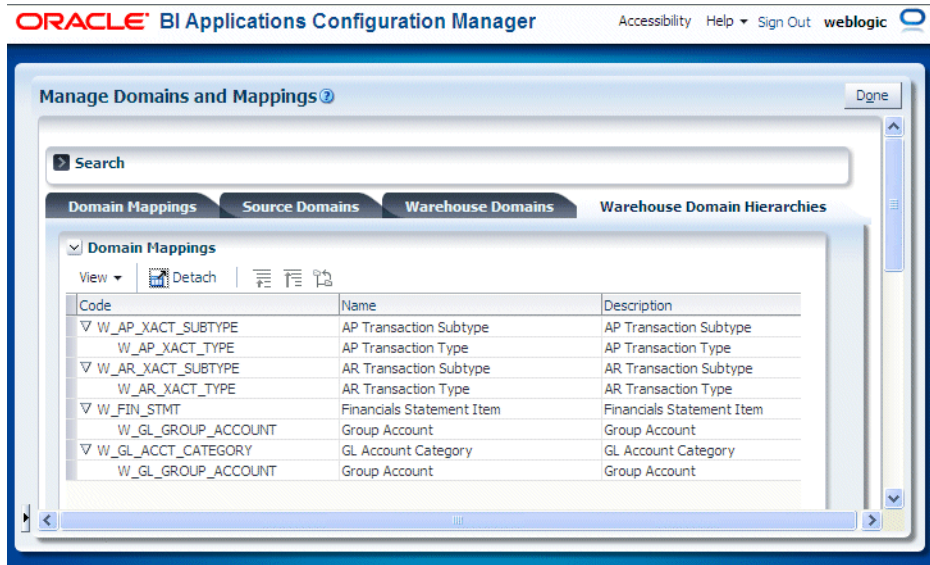 ORACLE BI Applications Configuration Manager Accessibility Help Sign Out weblogic
Manage Domains and Mappings Done
Search
Domain Mappings Source Domains Warehouse Domains Warehouse Domain Hierarchies
Domain Mappings
View Detach
Code Name Description
W_AP_XACT_SUBTYPE AP Transaction Subtype AP Transaction Subtype
W_AP_XACT_TYPE AP Transaction Type AP Transaction Type
W_AR_XACT_SUBTYPE AR Transaction Subtype AR Transaction Subtype
W_AR_XACT_TYPE AR Transaction Type AR Transaction Type
W_FIN_STMT Financials Statement Item Financials Statement Item
W_GL_GROUP_ACCOUNT Group Account Group Account
W_GL_ACCT_CATEGORY GL Account Category GL Account Category
W_GL_GROUP_ACCOUNT Group Account Group Account